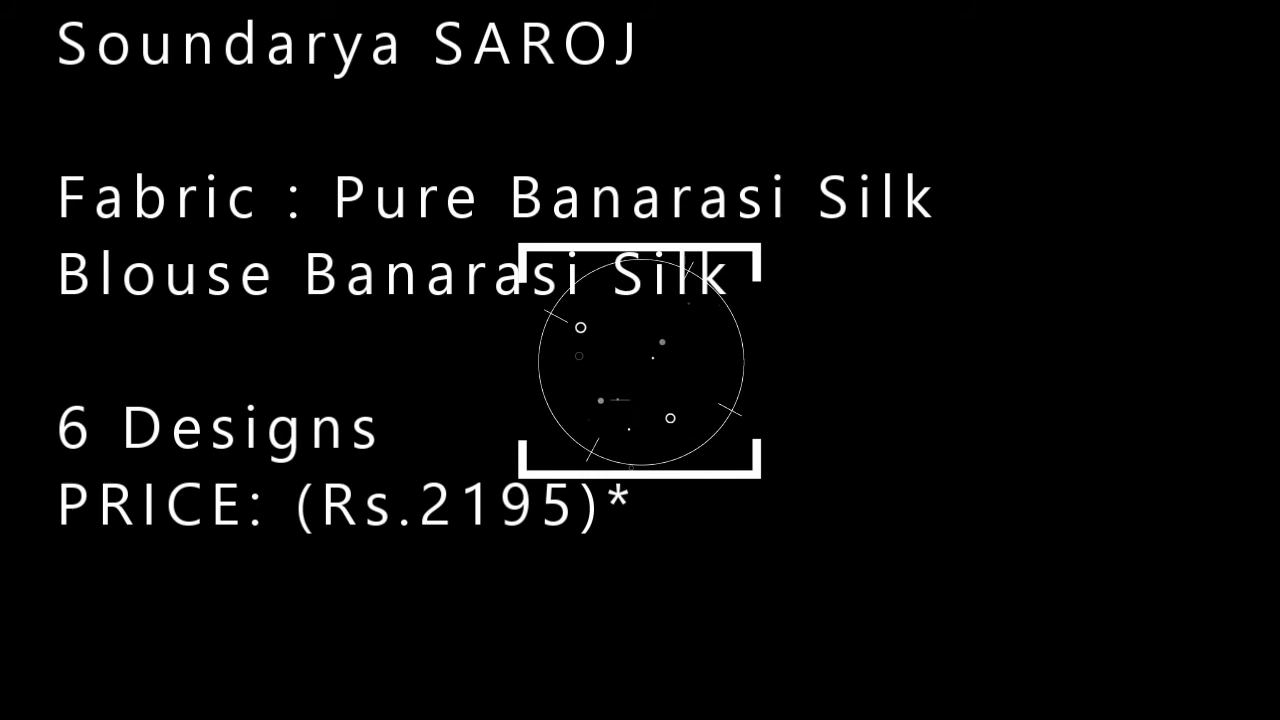 Soundarya SAROJ
Fabric : Pure Banarasi Silk
Blouse Banarasi Silk
6 Designs
PRICE: (Rs.2195)*